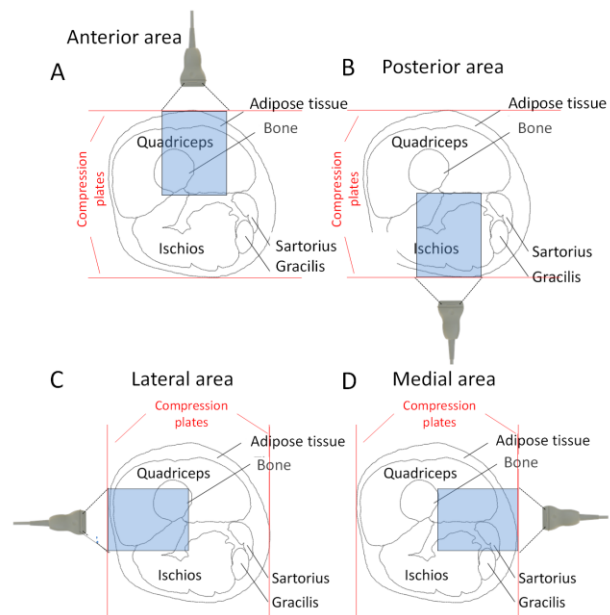 Anterior area
A
Adipose tissue
Bone
Quadriceps
Compression
plates
Ischios
Sartorius
Gracilis
B
Posterior area
Adipose tissue
Bone
Quadriceps
Compression
plates
Ischios
Sartorius
Gracilis
C
Lateral area
Compression
plates
Adipose tissue
Quadriceps
Bone
Ischios
Sartorius
Gracilis
D
Medial area
Compression
plates
Adipose tissue
Quadriceps
Bone
Ischios
Sartorius
Gracilis